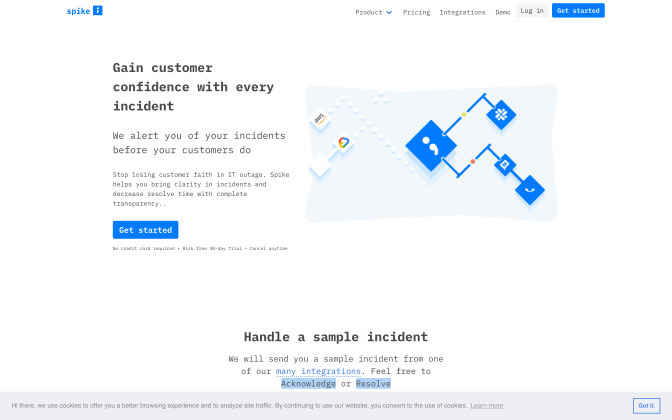 spike
Product
Pricing
Integrations
Demo
Log in
Get started
Gain customer
confidence with every
incident
We alert you of your incidents
before your customers do
Stop losing customer faith in IT outage. Spike
helps you bring clarity in incidents and
decrease resolve time with complete
transparency..
Get started
No credit card required • Risk free 30-day trial • Cancel anytime
aws
Handle a sample incident
We will send you a sample incident from one
of our many integrations. Feel free to
Acknowledge or Resolve
Hi there, we use cookies to offer you a better browsing experience and to analyze site traffic. By continuing to use our website, you consent to the use of cookies. Learn more
Got it.